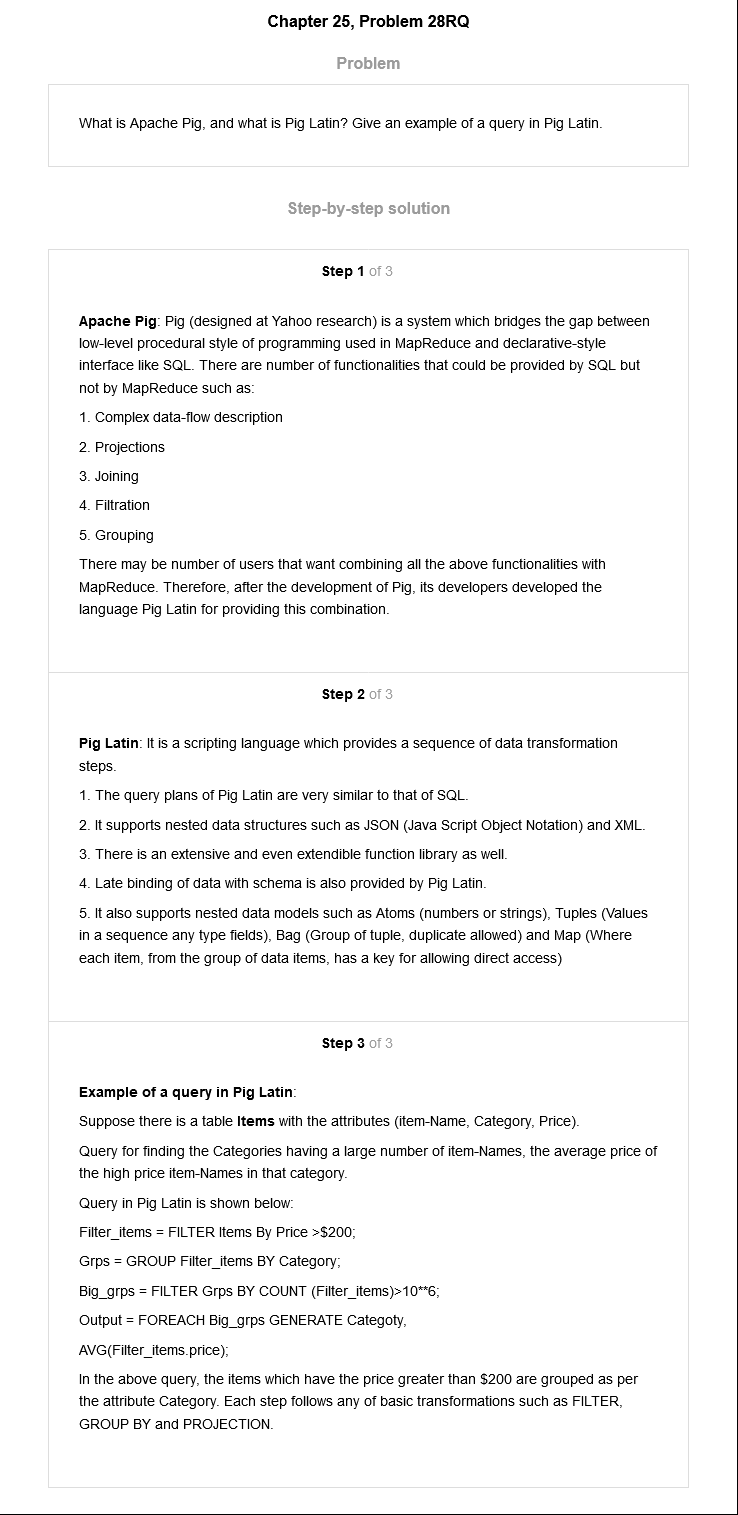 Chapter 25, Problem 28RQ
Problem
What is Apache Pig, and what is Pig Latin? Give an example of a query in Pig Latin.
Step-by-step solution
Step 1 of 3
Apache Pig: Pig (designed at Yahoo research) is a system which bridges the gap between
low-level procedural style of programming used in MapReduce and declarative-style
interface like SQL. There are number of functionalities that could be provided by SQL but
not by MapReduce such as:
1. Complex data-flow description
2. Projections
3. Joining
4. Filtration
5. Grouping
There may be number of users that want combining all the above functionalities with
MapReduce. Therefore, after the development of Pig, its developers developed the
language Pig Latin for providing this combination.
Step 2 of 3
Pig Latin: It is a scripting language which provides a sequence of data transformation
steps.
1. The query plans of Pig Latin are very similar to that of SQL.
2. It supports nested data structures such as JSON (Java Script Object Notation) and XML.
3. There is an extensive and even extendible function library as well.
4. Late binding of data with schema is also provided by Pig Latin.
5. It also supports nested data models such as Atoms (numbers or strings), Tuples (Values
in a sequence any type fields), Bag (Group of tuple, duplicate allowed) and Map (Where
each item, from the group of data items, has a key for allowing direct access)
Step 3 of 3
Example of a query in Pig Latin:
Suppose there is a table Items with the attributes (item-Name, Category, Price).
Query for finding the Categories having a large number of item-Names, the average price of
the high price item-Names in that category.
Query in Pig Latin is shown below:
Filter_items = FILTER Items By Price >$200;
Grps = GROUP Filter_items BY Category;
Big_grps = FILTER Grps BY COUNT (Filter_items)>10**6;
Output = FOREACH Big_grps GENERATE Categoty,
AVG(Filter_items.price);
In the above query, the items which have the price greater than $200 are grouped as per
the attribute Category. Each step follows any of basic transformations such as FILTER,
GROUP BY and PROJECTION.